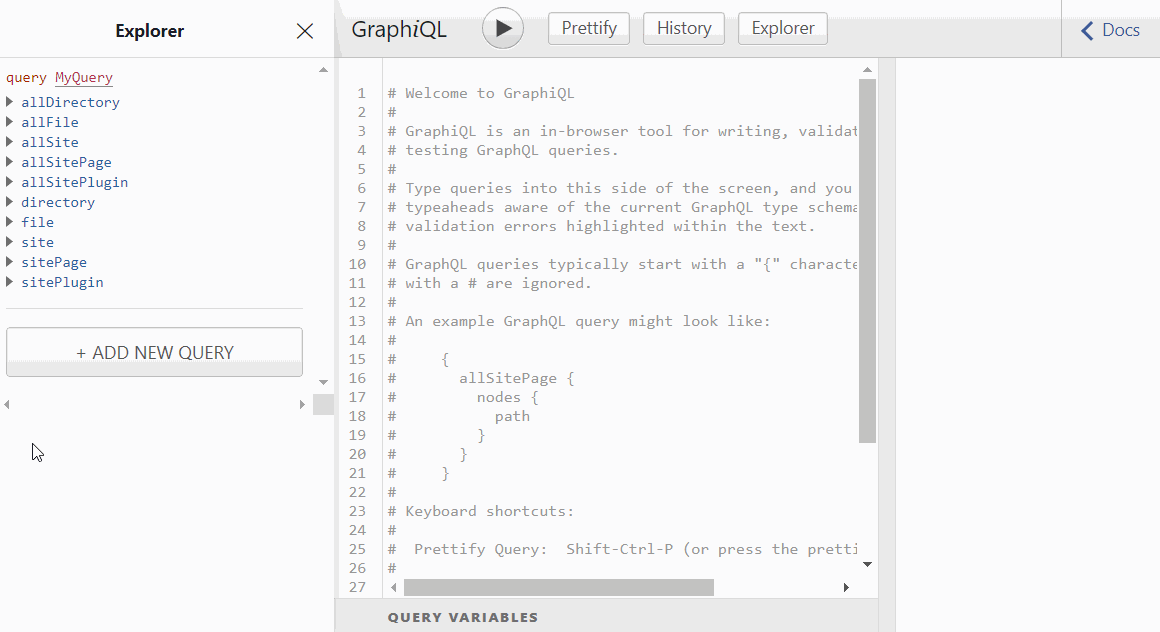 Explorer
query MyQuery
allDirectory
allFile
allSite
allSitePage
allSitePlugin
directory
file
site
sitePage
sitePlugin
+ ADD NEW QUERY
GraphiQL
Prettify
History
Explorer
Docs
1 # Welcome to GraphiQL
2 #
3 # GraphiQL is an in-browser tool for writing, validat
4 # testing GraphQL queries.
5 #
6 # Type queries into this side of the screen, and you
7 # typeaheads aware of the current GraphQL type schema
8 # validation errors highlighted within the text.
9 #
10 # GraphQL queries typically start with a "{" characte
11 # with a # are ignored.
12 #
13 # An example GraphQL query might look like:
14 #
15 #     {
16 #       allSitePage {
17 #         nodes {
18 #           path
19 #         }
20 #       }
21 #     }
22 #
23 # Keyboard shortcuts:
24 #
25 #  Prettify Query:  Shift-Ctrl-P (or press the pretti
26 #
27
QUERY VARIABLES